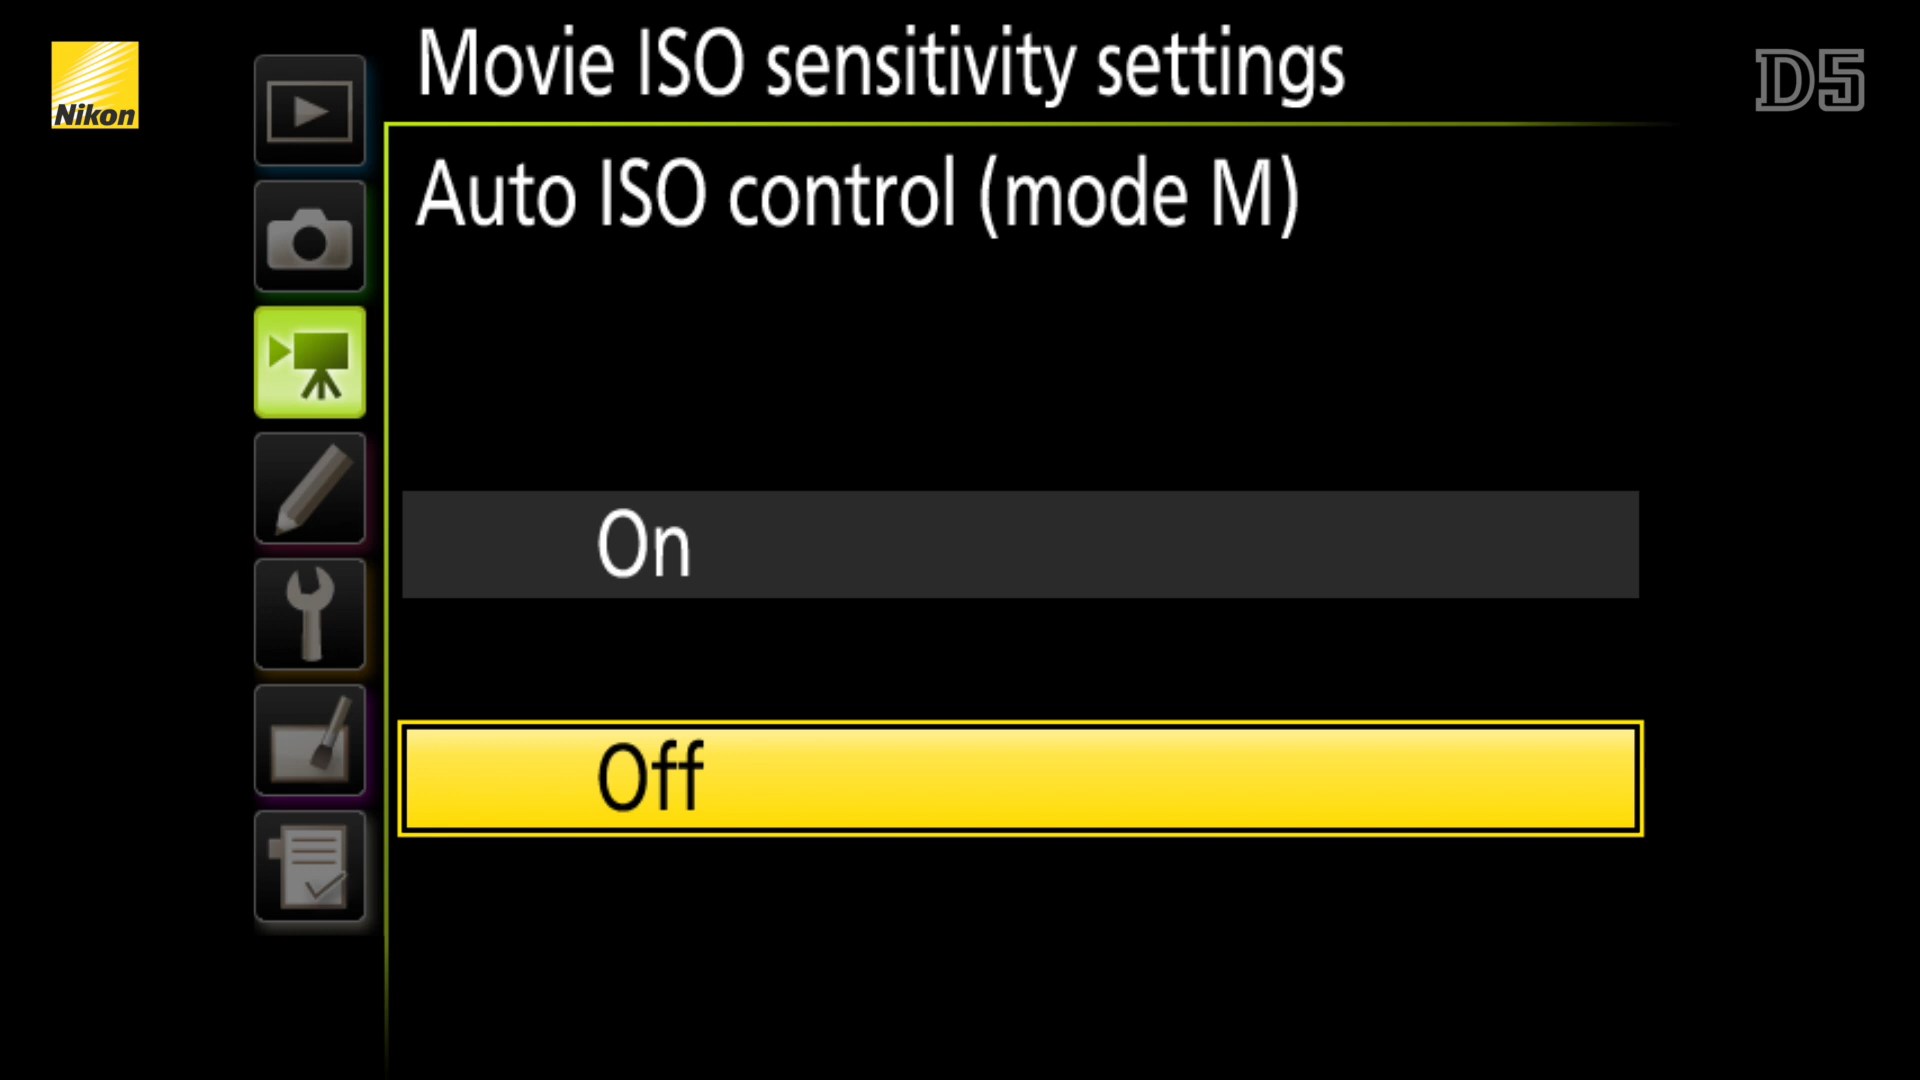 Nikon
Movie ISO sensitivity settings
D5
Auto ISO control (mode M)
On
Off